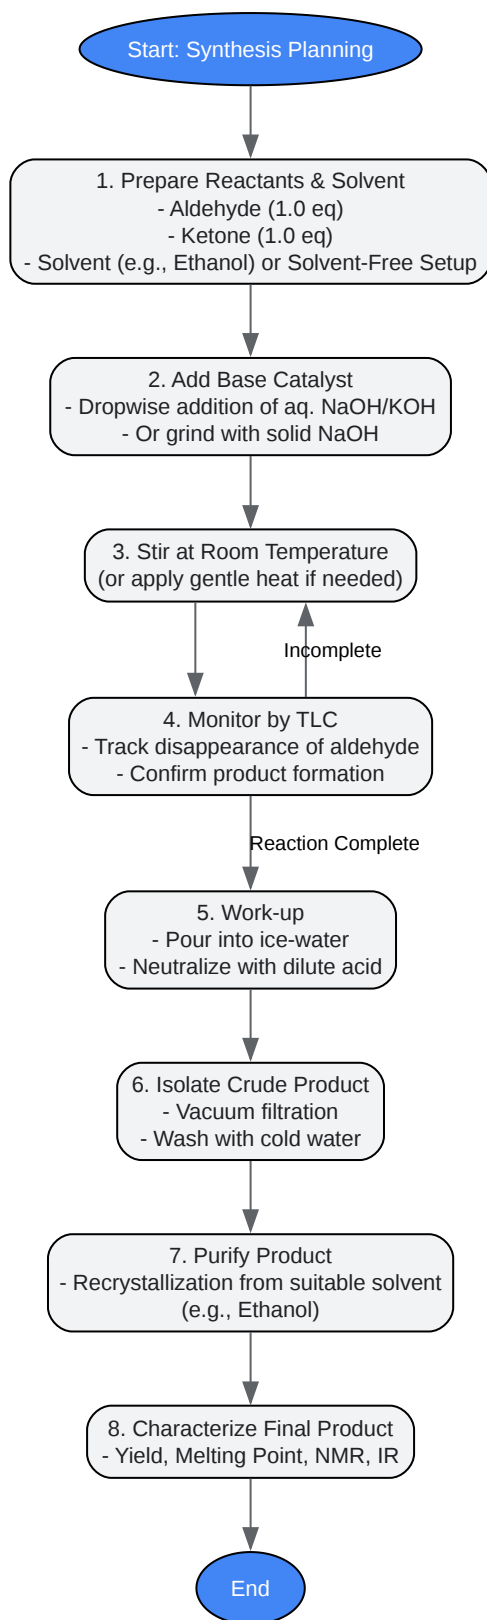 Start: Synthesis Planning
1. Prepare Reactants & Solvent
- Aldehyde (1.0 eq)
- Ketone (1.0 eq)
- Solvent (e.g., Ethanol) or Solvent-Free Setup
2. Add Base Catalyst
- Dropwise addition of aq. NaOH/KOH
- Or grind with solid NaOH
3. Stir at Room Temperature
(or apply gentle heat if needed)
Incomplete
4. Monitor by TLC
- Track disappearance of aldehyde
- Confirm product formation
Reaction Complete
5. Work-up
- Pour into ice-water
- Neutralize with dilute acid
6. Isolate Crude Product
- Vacuum filtration
- Wash with cold water
7. Purify Product
- Recrystallization from suitable solvent
(e.g., Ethanol)
8. Characterize Final Product
- Yield, Melting Point, NMR, IR
End